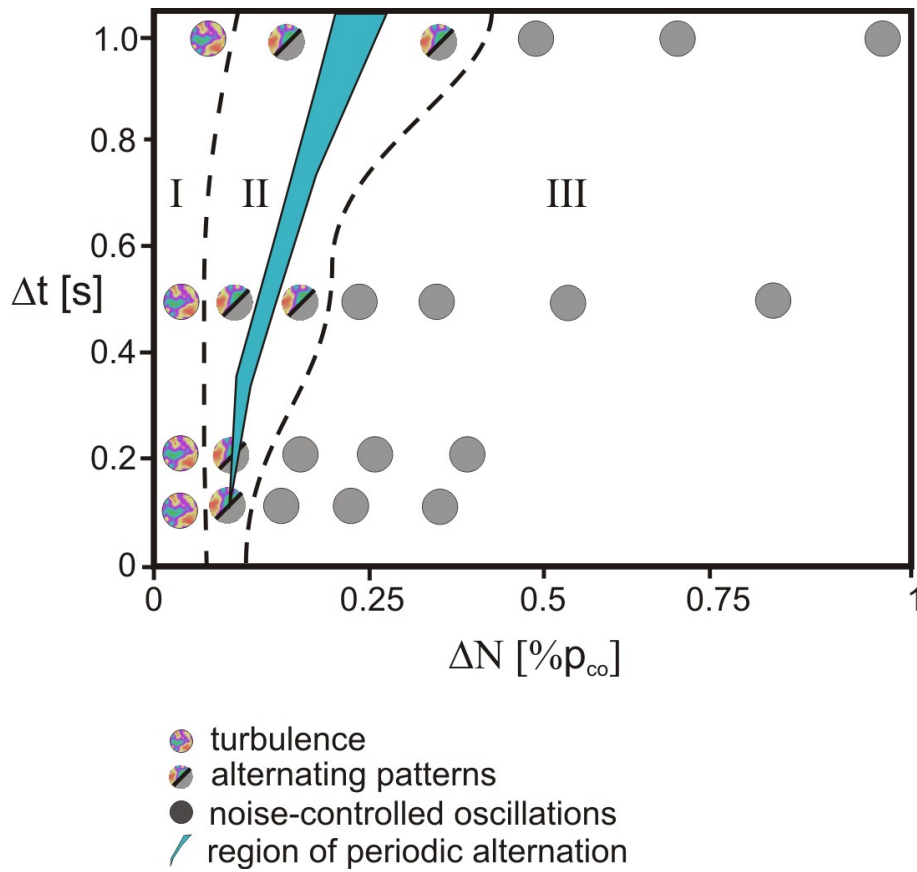 1.0
0.8
I
II
III
0.6
Δt [s]
0.4
0.2
0
0
0.25
0.5
0.75
1
ΔN [%p_co]
turbulence
alternating patterns
noise-controlled oscillations
region of periodic alternation